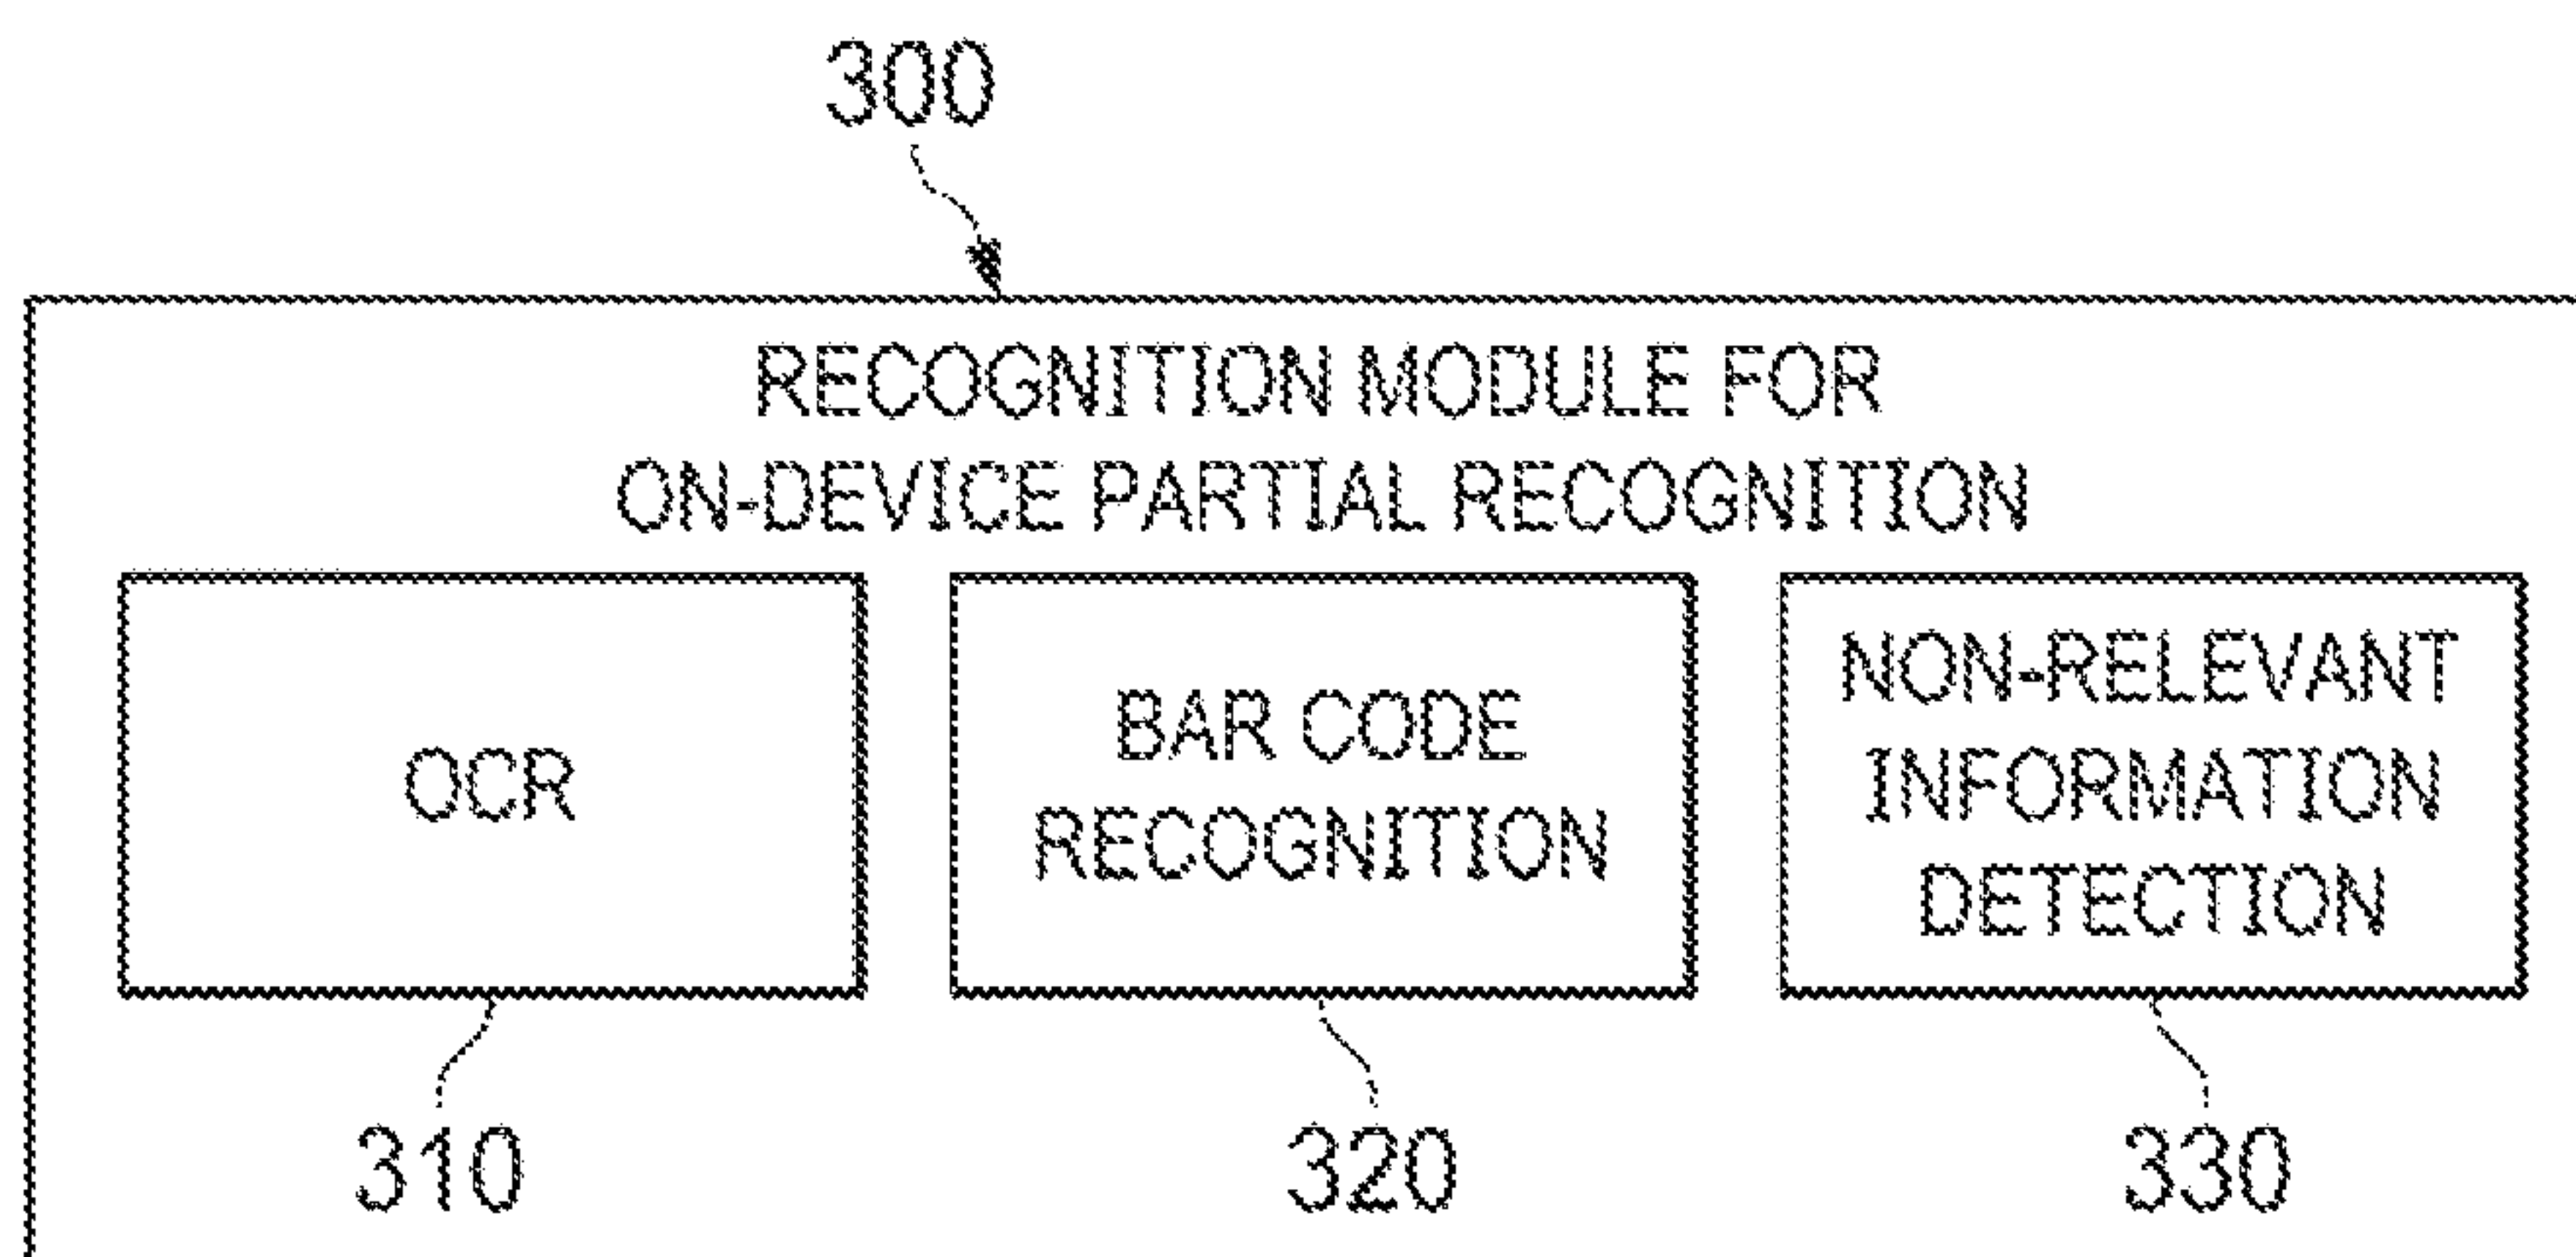 300
RECOGNITION MODULE FOR
ON-DEVICE PARTIAL RECOGNITION
OCR
BAR CODE
RECOGNITION
NON-RELEVANT
INFORMATION
DETECTION
310
320
330